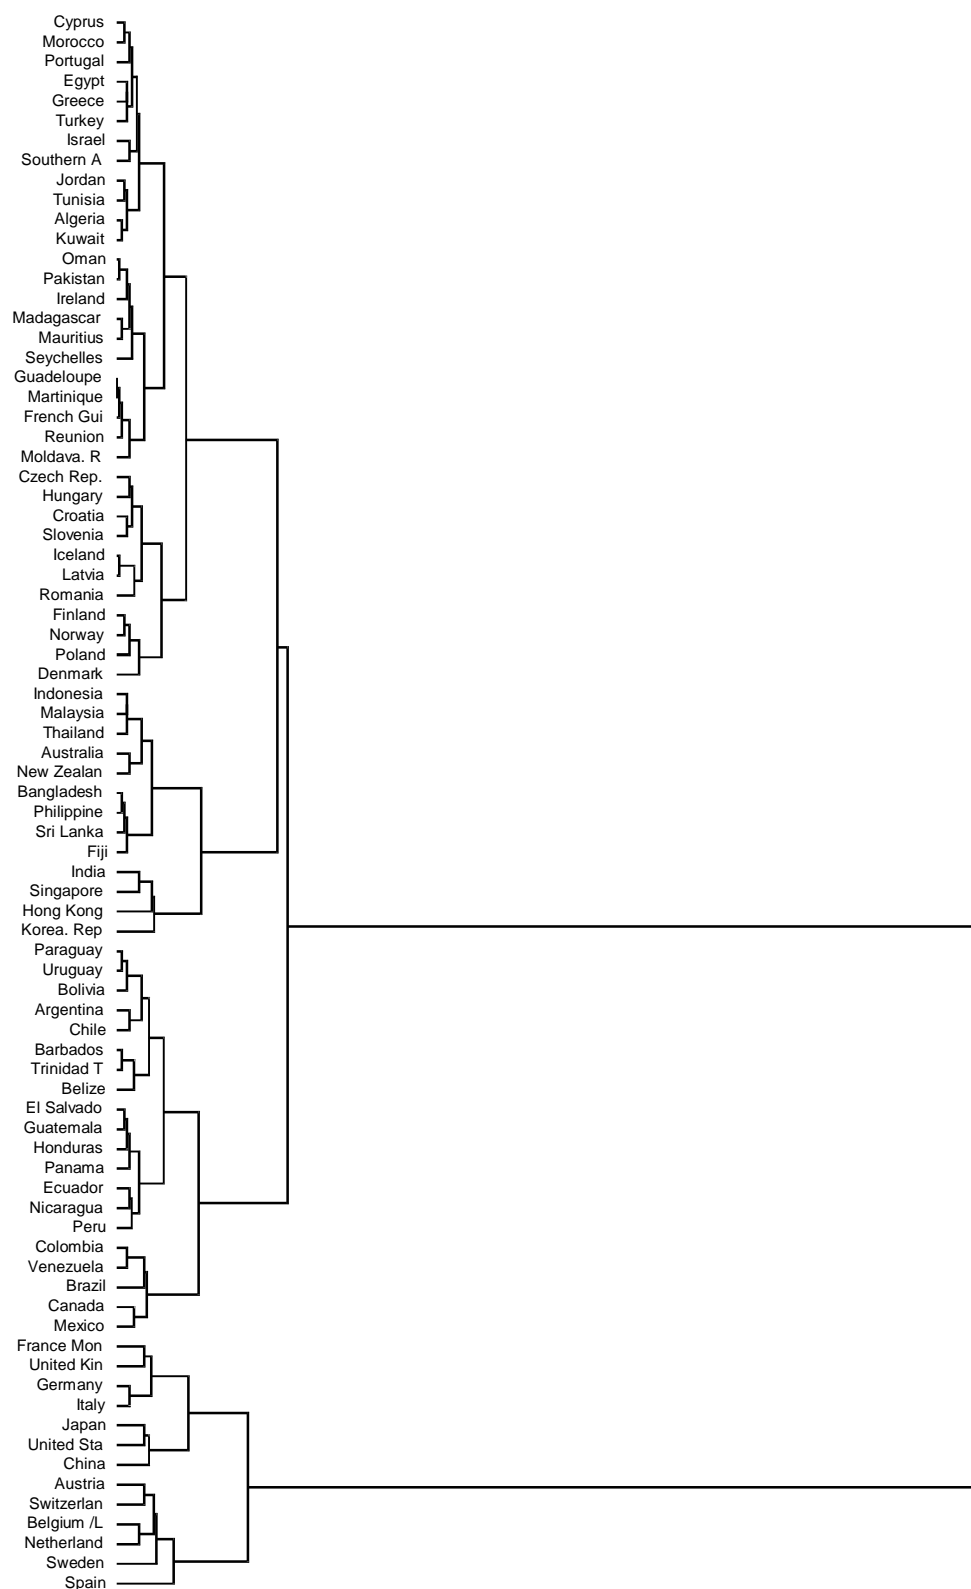 Cyprus
Morocco
Portugal
Egypt
Greece
Turkey
Israel
Southern A
Jordan
Tunisia
Algeria
Kuwait
Oman
Pakistan
Ireland
Madagascar
Mauritius
Seychelles
Guadeloupe
Martinique
French Gui
Reunion
Moldava. R
Czech Rep.
Hungary
Croatia
Slovenia
Iceland
Latvia
Romania
Finland
Norway
Poland
Denmark
Indonesia
Malaysia
Thailand
Australia
New Zealan
Bangladesh
Philippine
Sri Lanka
Fiji
India
Singapore
Hong Kong
Korea. Rep
Paraguay
Uruguay
Bolivia
Argentina
Chile
Barbados
Trinidad T
Belize
El Salvado
Guatemala
Honduras
Panama
Ecuador
Nicaragua
Peru
Colombia
Venezuela
Brazil
Canada
Mexico
France Mon
United Kin
Germany
Italy
Japan
United Sta
China
Austria
Switzerlan
Belgium /L
Netherland
Sweden
Spain